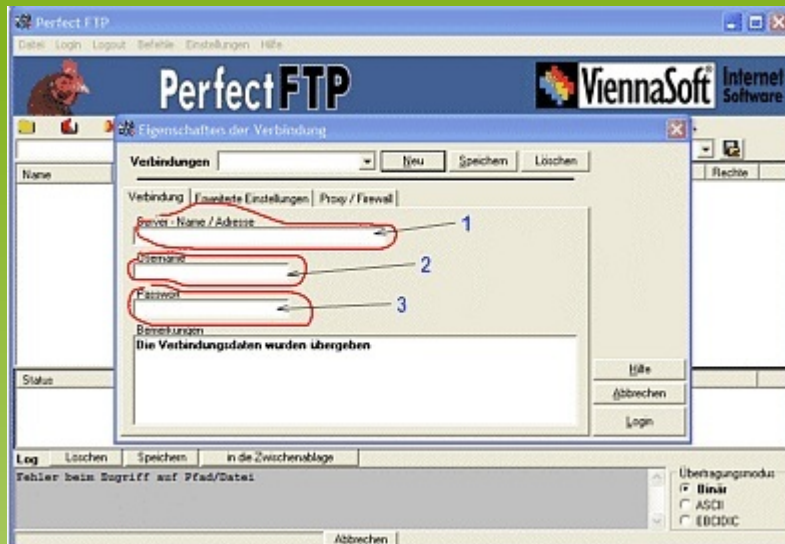 Perfect FTP
Datei Login Logout Befehle Einstellungen Hilfe
PerfectFTP
ViennaSoft Internet Software
Eigenschaften der Verbindung
Verbindungen Neu Speichern Löschen
Name Rechte
Verbindung Erweiterte Einstellungen Proxy / Firewall
Server - Name / Adresse
1
Username
2
Passwort
3
Bemerkungen
Die Verbindungsdaten wurden übergeben
Hilfe
Status
Abbrechen
Login
Log Löschen Speichern in die Zwischenablage
Fehler beim Zugriff auf Pfad/Datei
Übertragungsmodus
Binär
ASCII
EBCIDIC
Abbrechen